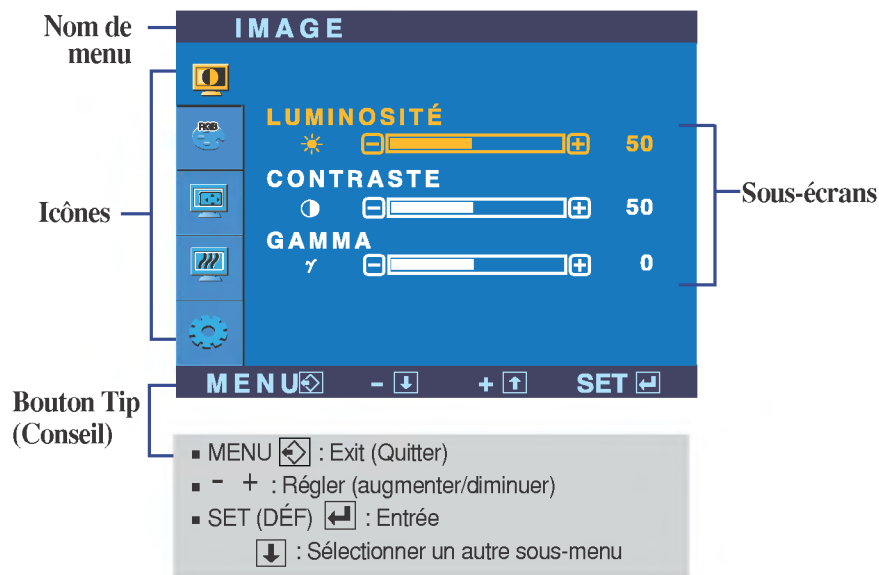 Nom de
menu
IMAGE
RGB
LUMINOSITÉ
50
CONTRASTE
50
GAMMA
γ
0
Icônes
Sous-écrans
MENU - + SET
Bouton Tip
(Conseil)
▪ MENU : Exit (Quitter)
▪ - + : Régler (augmenter/diminuer)
▪ SET (DÉF) : Entrée
: Sélectionner un autre sous-menu